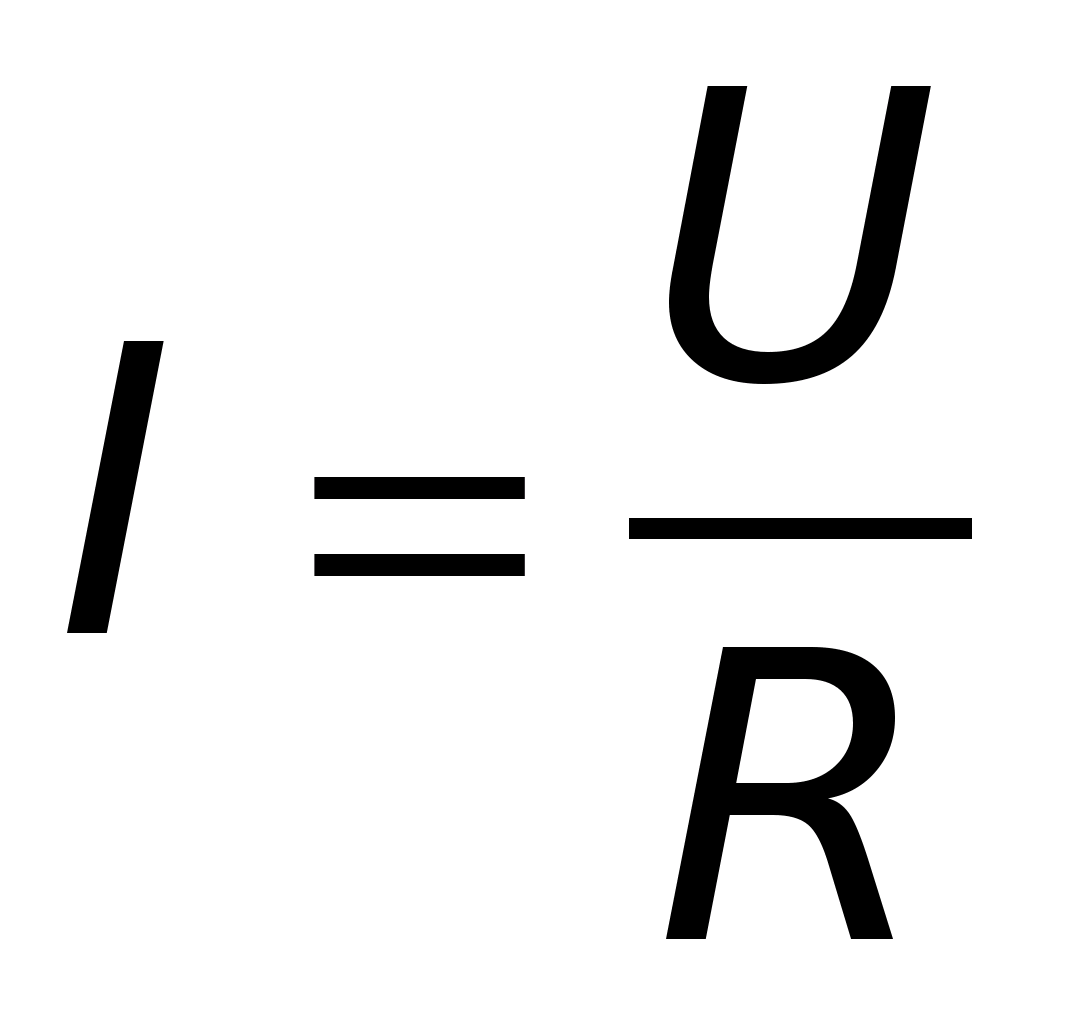 I = U/R